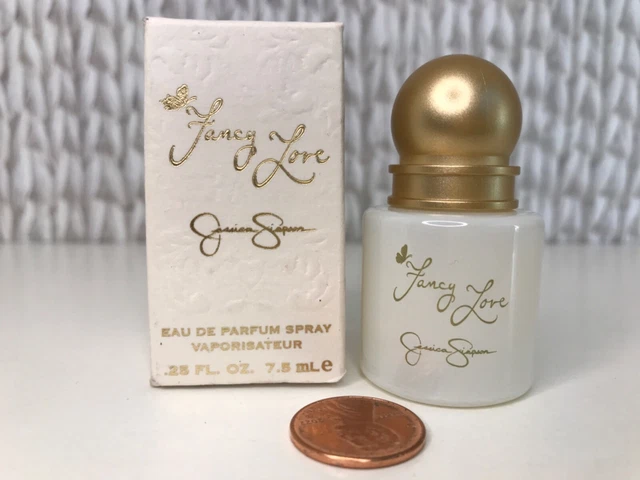 Fancy Love
Jessica Simpson
EAU DE PARFUM SPRAY
VAPORISATEUR
.25 FL. OZ. 7.5 mL e
Fancy Love
Jessica Simpson